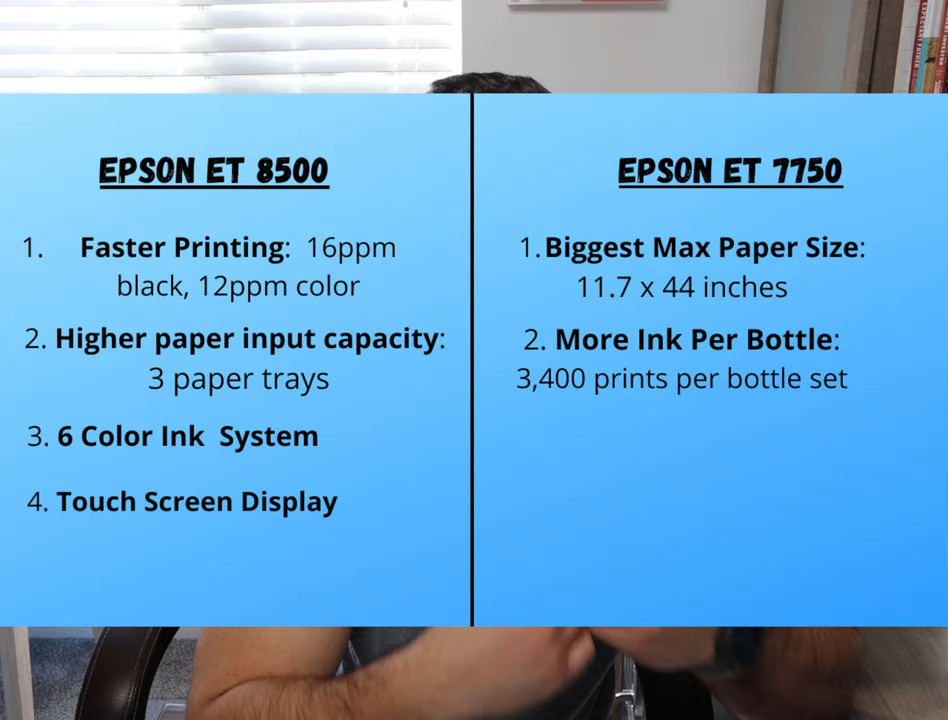 EPSON ET 8500
1. Faster Printing: 16ppm
black, 12ppm color
2. Higher paper input capacity:
3 paper trays
3. 6 Color Ink System
4. Touch Screen Display
EPSON ET 7750
1. Biggest Max Paper Size:
11.7 x 44 inches
2. More Ink Per Bottle:
3,400 prints per bottle set